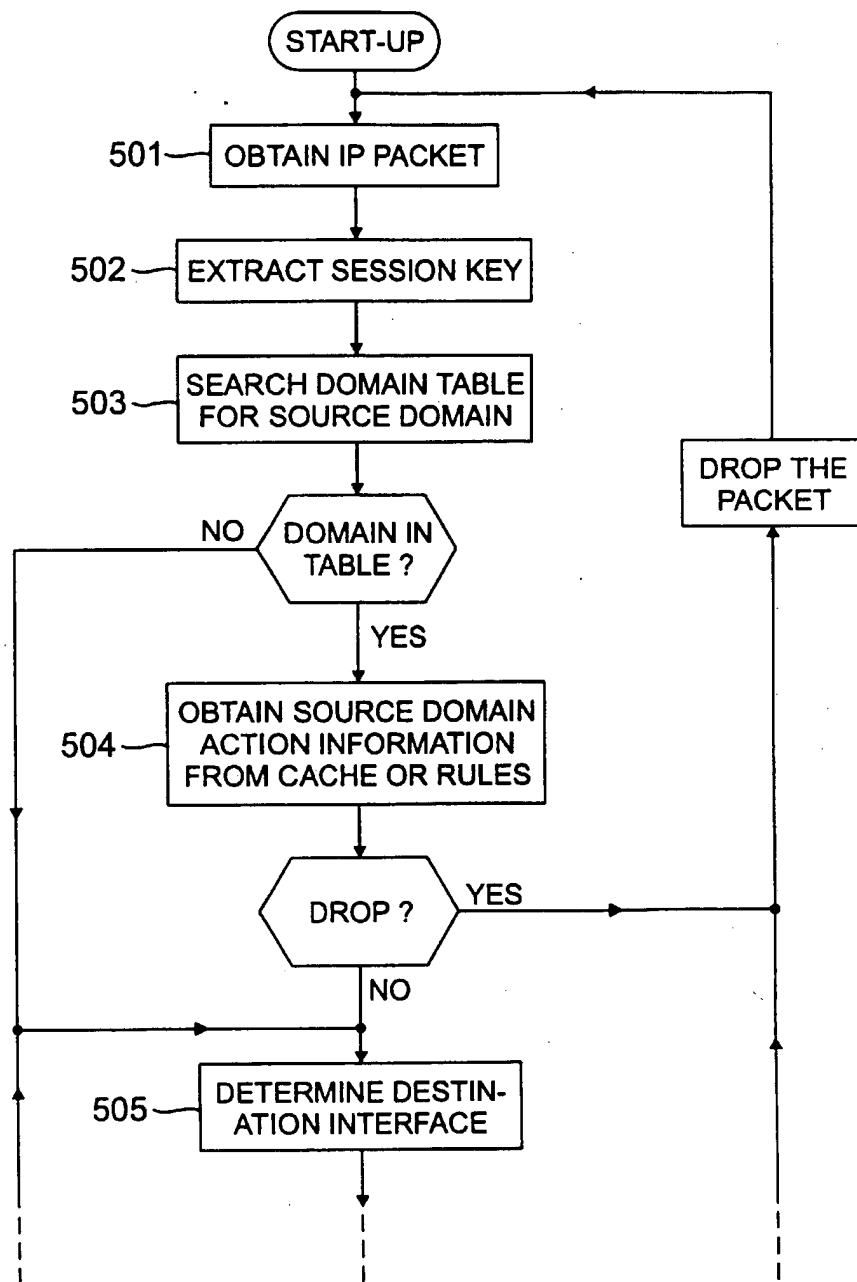 START-UP
501
OBTAIN IP PACKET
502
EXTRACT SESSION KEY
503
SEARCH DOMAIN TABLE
FOR SOURCE DOMAIN
DROP THE
PACKET
NO
DOMAIN IN
TABLE ?
YES
504
OBTAIN SOURCE DOMAIN
ACTION INFORMATION
FROM CACHE OR RULES
DROP ?
YES
NO
505
DETERMINE DESTIN-
ATION INTERFACE